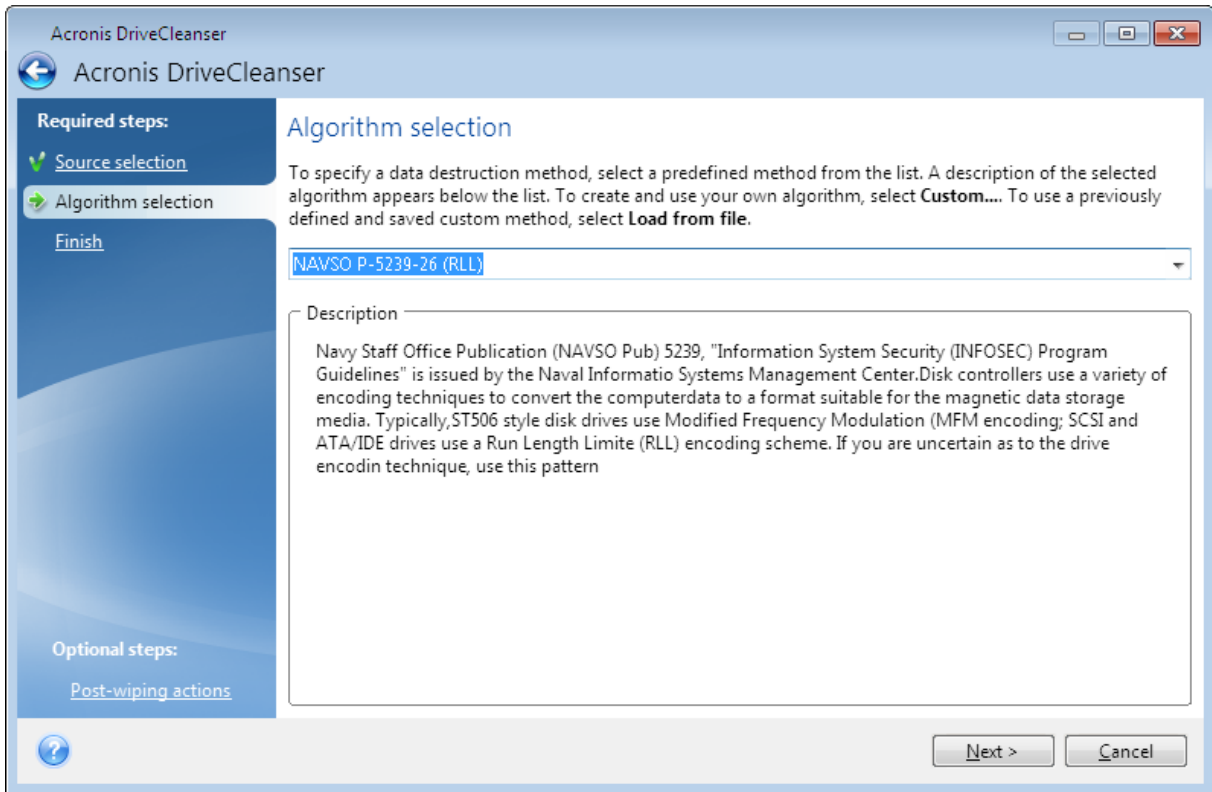 Acronis DriveCleanser
Acronis DriveCleanser
Required steps:
Source selection
Algorithm selection
Finish
Optional steps:
Post-wiping actions
Algorithm selection
To specify a data destruction method, select a predefined method from the list. A description of the selected
algorithm appears below the list. To create and use your own algorithm, select Custom.... To use a previously
defined and saved custom method, select Load from file.
NAVSO P-5239-26 (RLL)
Description
Navy Staff Office Publication (NAVSO Pub) 5239, "Information System Security (INFOSEC) Program
Guidelines" is issued by the Naval Informatio Systems Management Center.Disk controllers use a variety of
encoding techniques to convert the computerdata to a format suitable for the magnetic data storage
media. Typically,ST506 style disk drives use Modified Frequency Modulation (MFM encoding; SCSI and
ATA/IDE drives use a Run Length Limite (RLL) encoding scheme. If you are uncertain as to the drive
encodin technique, use this pattern
?
Next >
Cancel